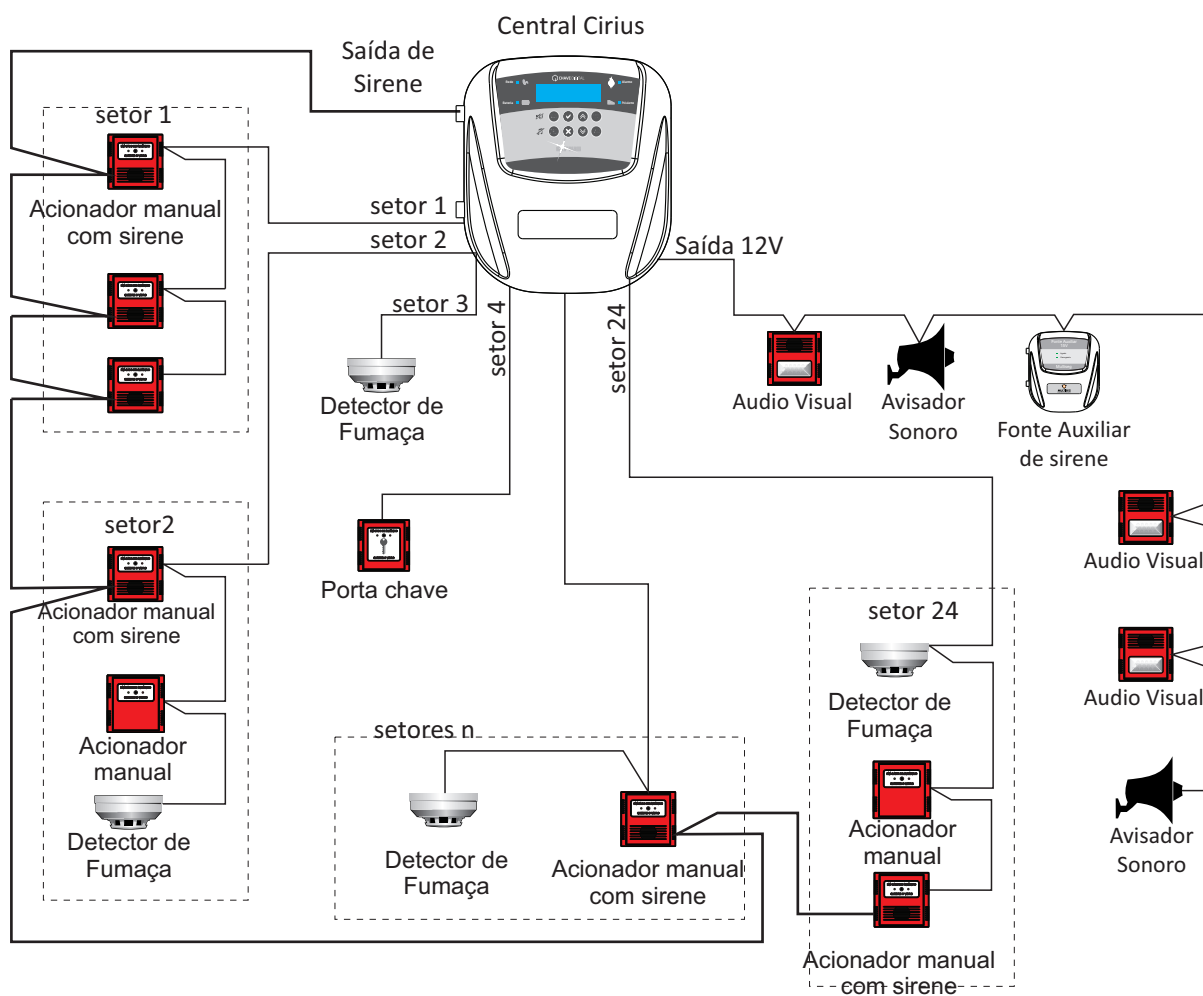 Central Cirius
Saída de
Sirene
setor 1
Acionador manual
com sirene
setor 1
setor 2
setor 3
setor 4
setor 24
Saída 12V
Detector de
Fumaça
Audio Visual
Avisador
Sonoro
Fonte Auxiliar
de sirene
setor2
Acionador manual
com sirene
Acionador
manual
Detector de
Fumaça
Porta chave
Audio Visual
Audio Visual
Avisador
Sonoro
setores n
Detector de
Fumaça
Acionador manual
com sirene
setor 24
Detector de
Fumaça
Acionador
manual
Acionador manual
com sirene